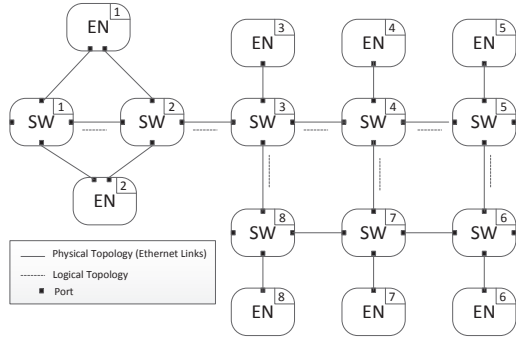 1
EN
3
EN
4
EN
5
EN
1
SW
2
SW
3
SW
4
SW
5
SW
2
EN
8
SW
7
SW
6
SW
Physical Topology (Ethernet Links)
Logical Topology
Port
8
EN
7
EN
6
EN